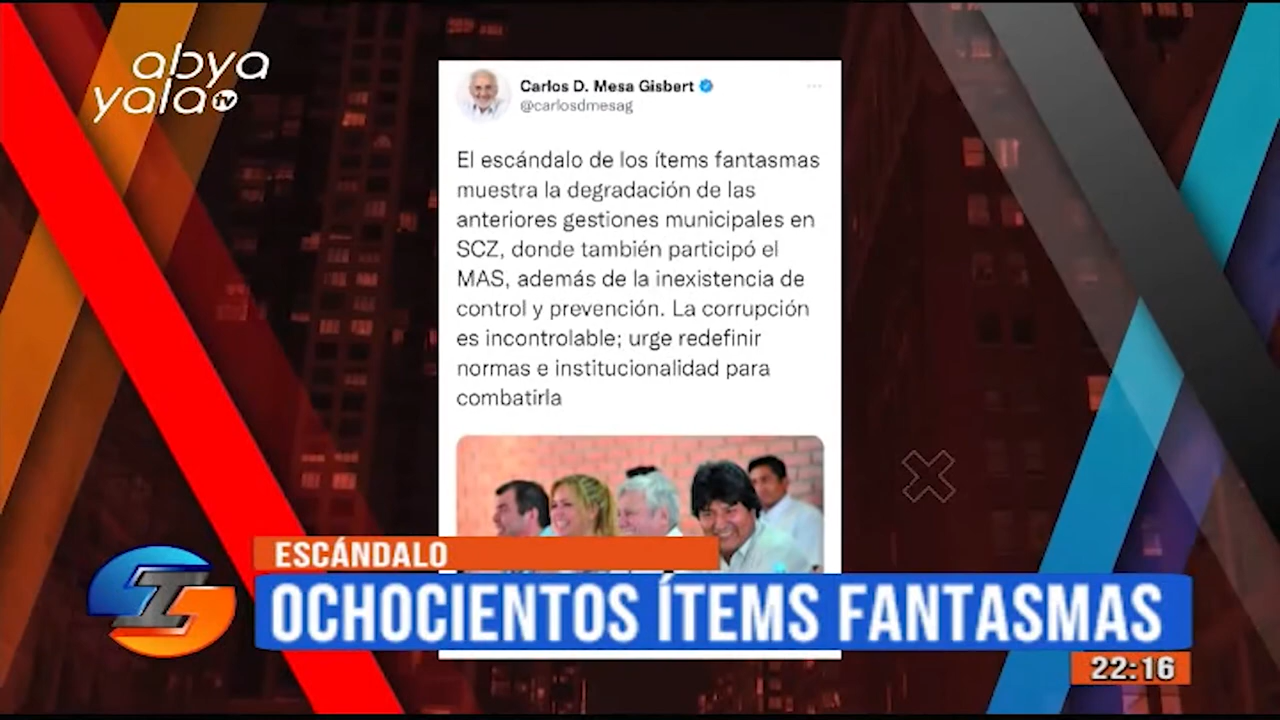 abya
yala tv
Carlos D. Mesa Gisbert
@carlosdmesag
El escándalo de los ítems fantasmas
muestra la degradación de las
anteriores gestiones municipales en
SCZ, donde también participó el
MAS, además de la inexistencia de
control y prevención. La corrupción
es incontrolable; urge redefinir
normas e institucionalidad para
combatirla
ESCÁNDALO
OCHOCIENTOS ÍTEMS FANTASMAS
22:16